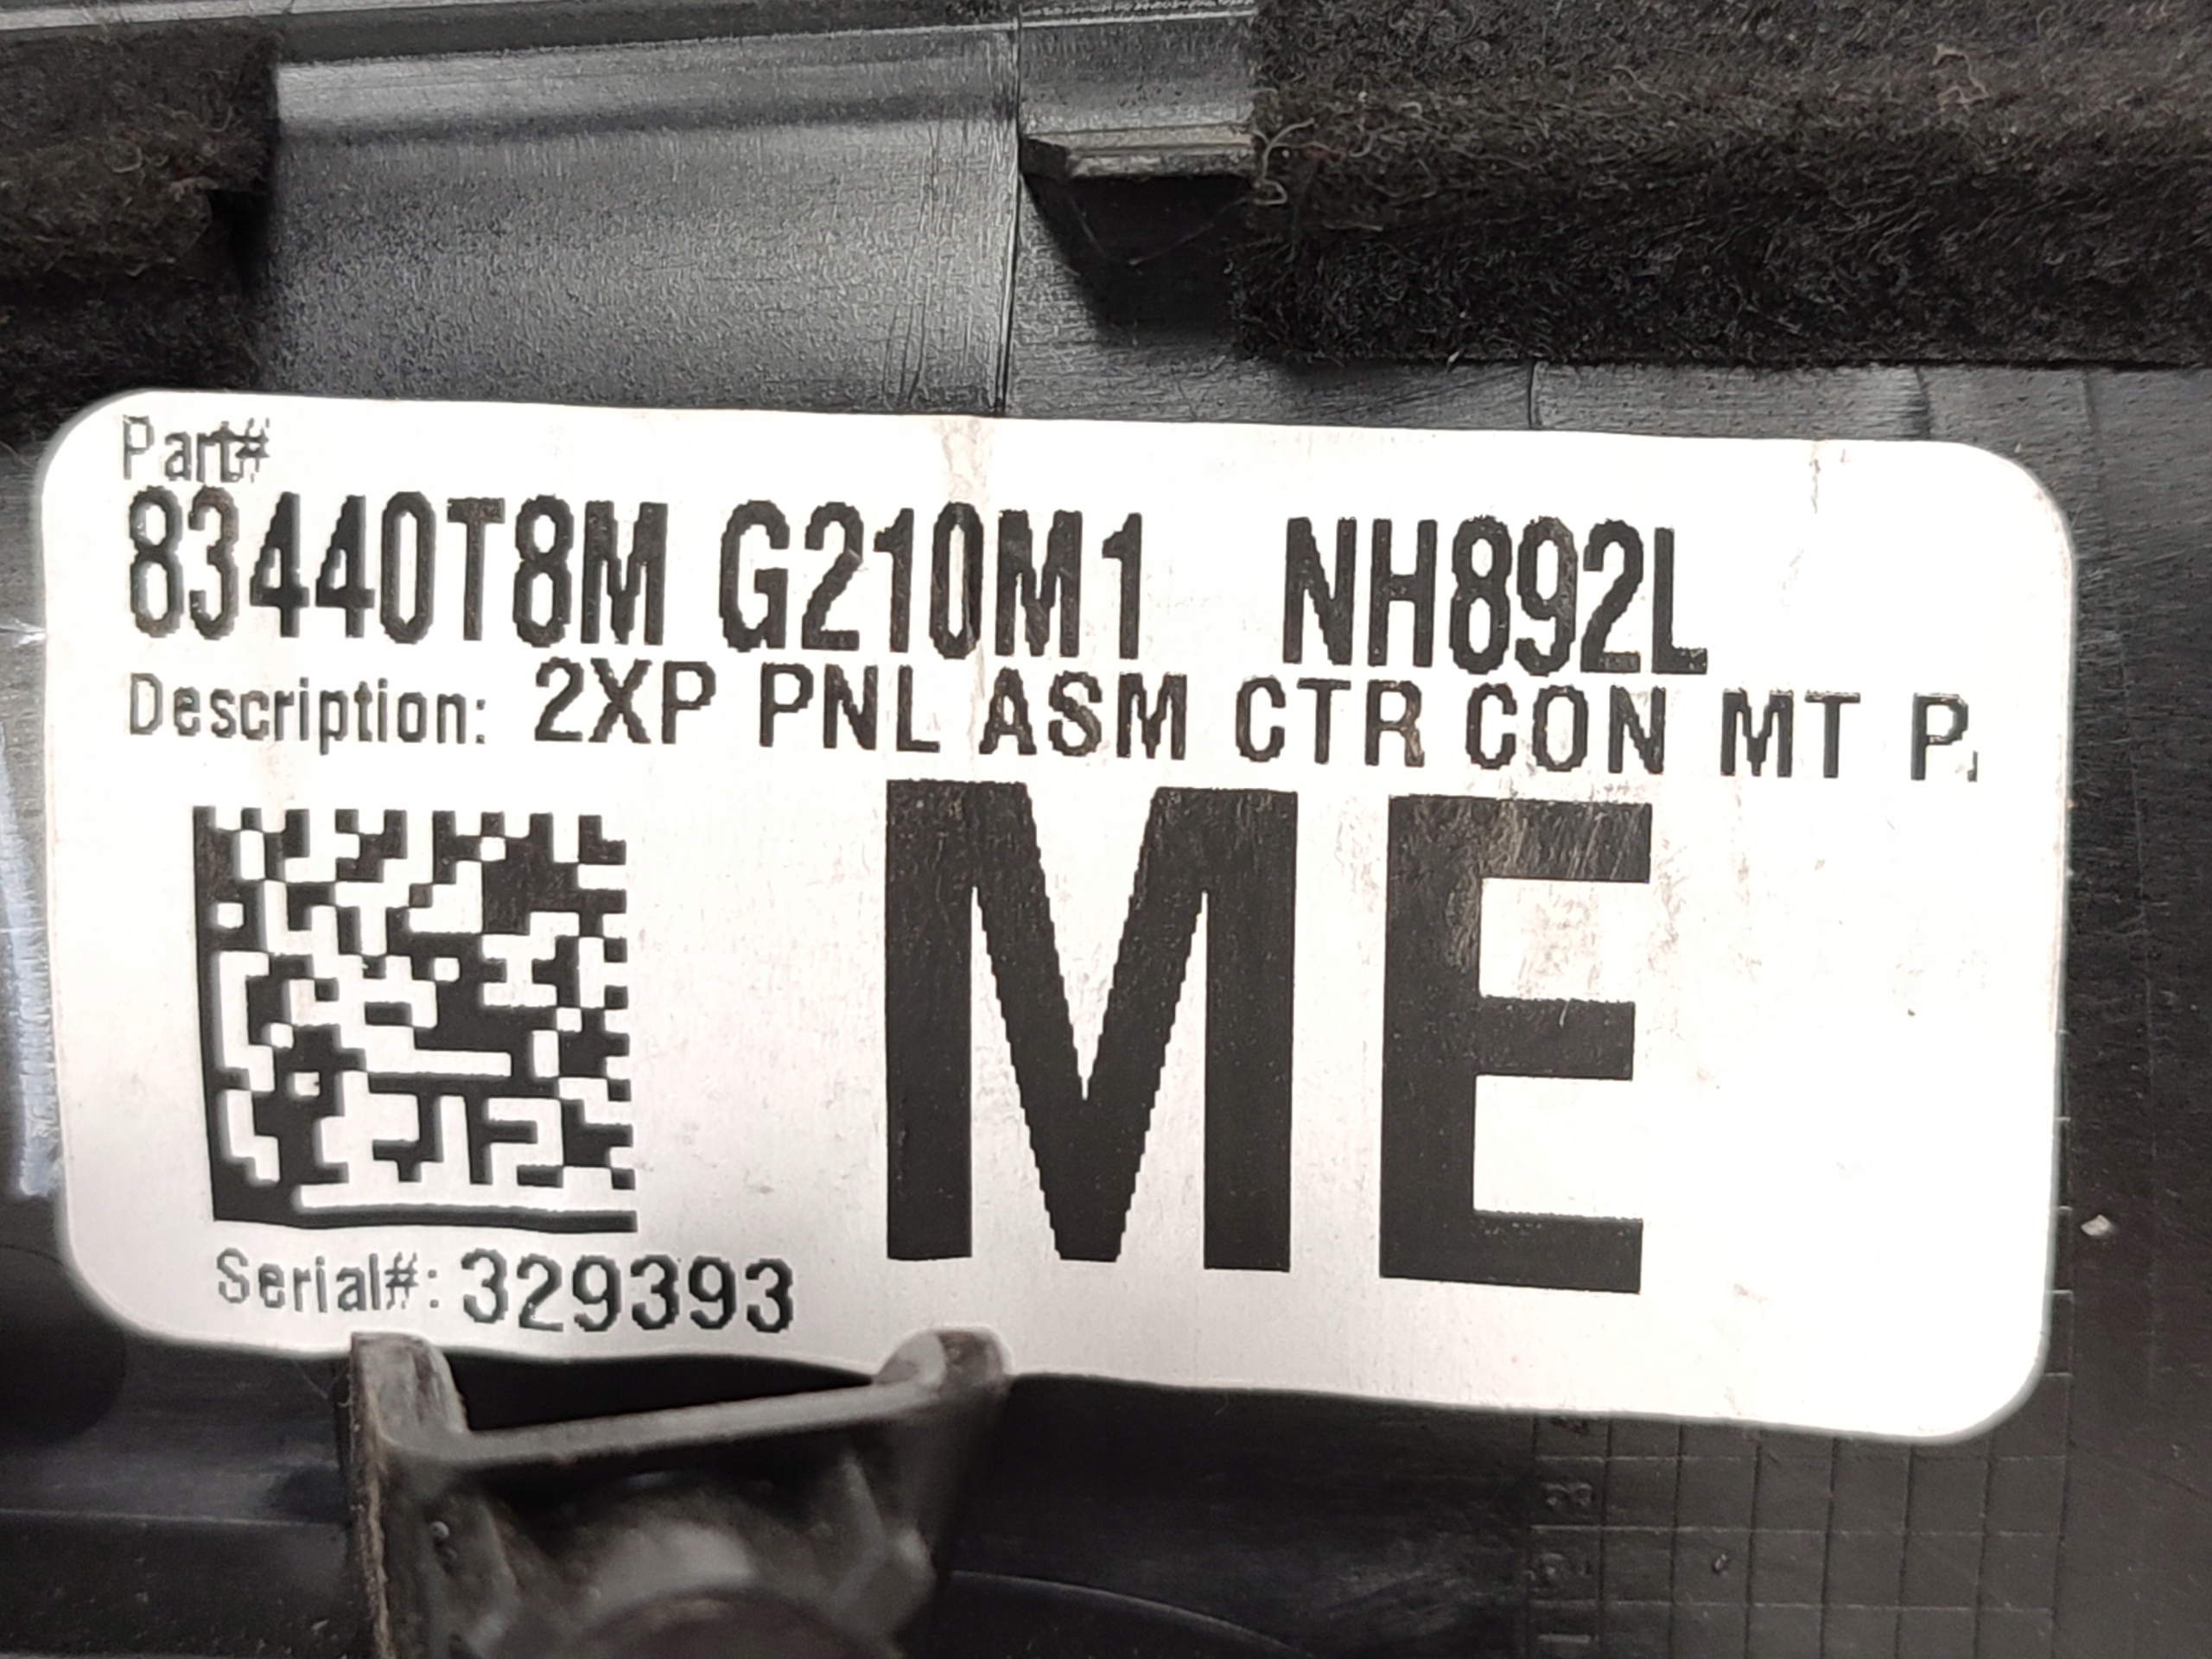 Part#
83440T8M G210M1 NH892L
Description: 2XP PNL ASM CTR CON MT P.
ME
Serial#: 329393